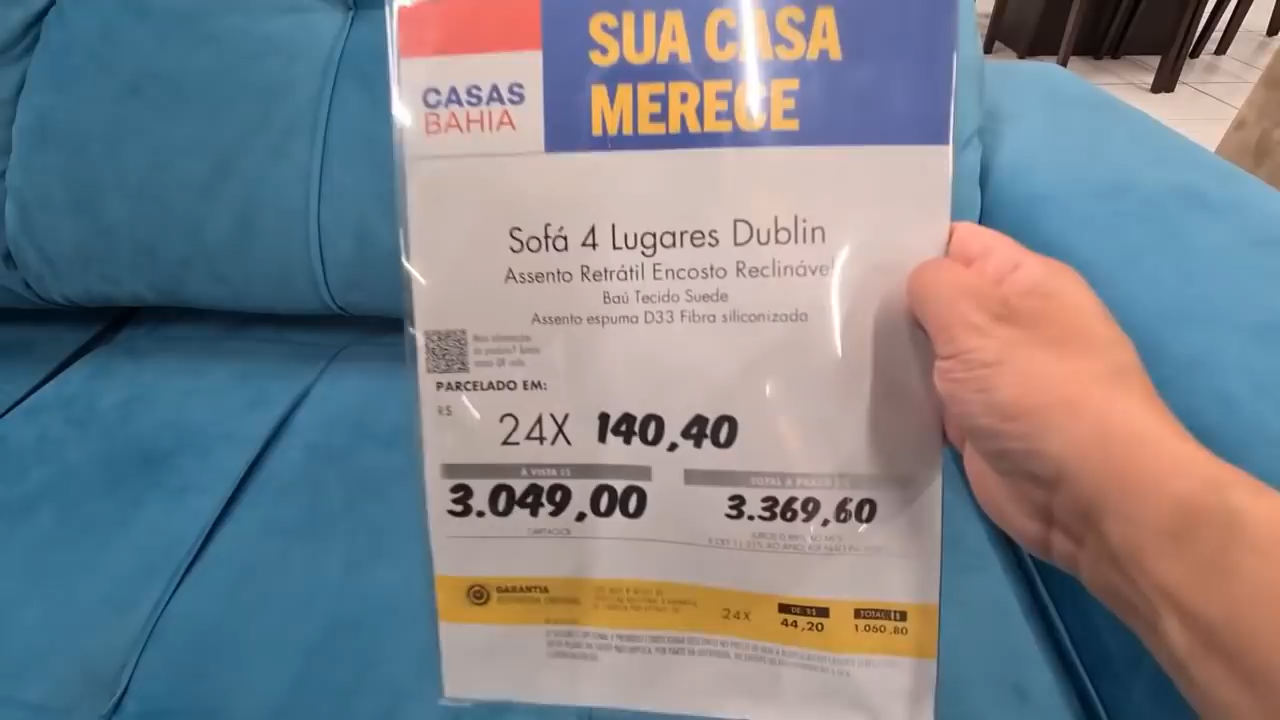 SUA CASA
MERECE
CASAS
BAHIA
Sofá 4 Lugares Dublin
Assento Retrátil Encosto Reclinável
Baú Tecido Suede
Assento espuma D33 Fibra siliconizada
PARCELADO EM:
R$
24X 140,40
À VISTA R$
3.049,00
TOTAL A PRAZO
3.369,60
GARANTIA
24X
DE R$
44,20
TOTAL R$
1.060,80